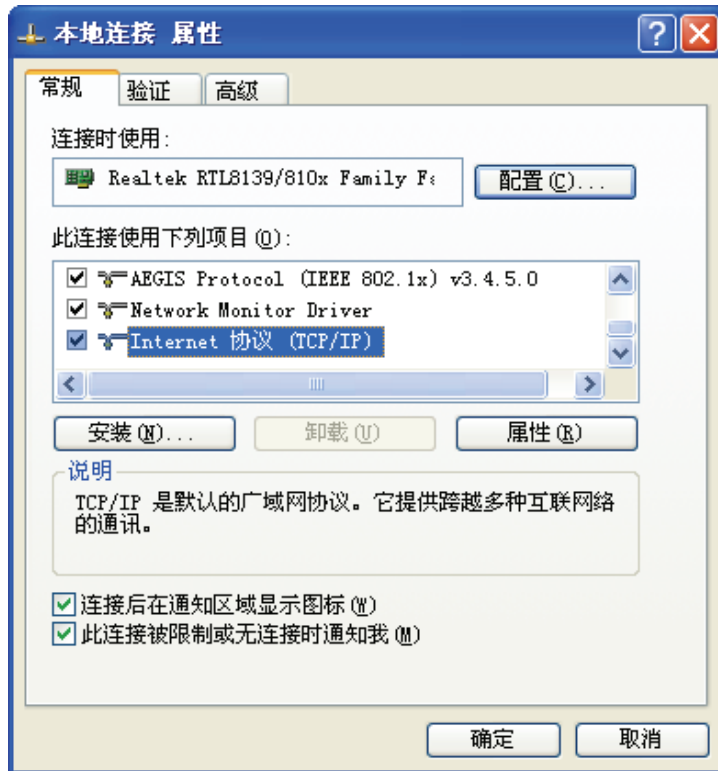 本地连接 属性
常规 验证 高级
连接时使用:
Realtek RTL8139/810x Family Fa
配置(C)...
此连接使用下列项目(O):
AEGIS Protocol (IEEE 802.1x) v3.4.5.0
Network Monitor Driver
Internet 协议 (TCP/IP)
安装(N)... 卸载(U) 属性(R)
说明
TCP/IP 是默认的广域网协议。它提供跨越多种互联网络
的通讯。
连接后在通知区域显示图标(W)
此连接被限制或无连接时通知我(M)
确定 取消